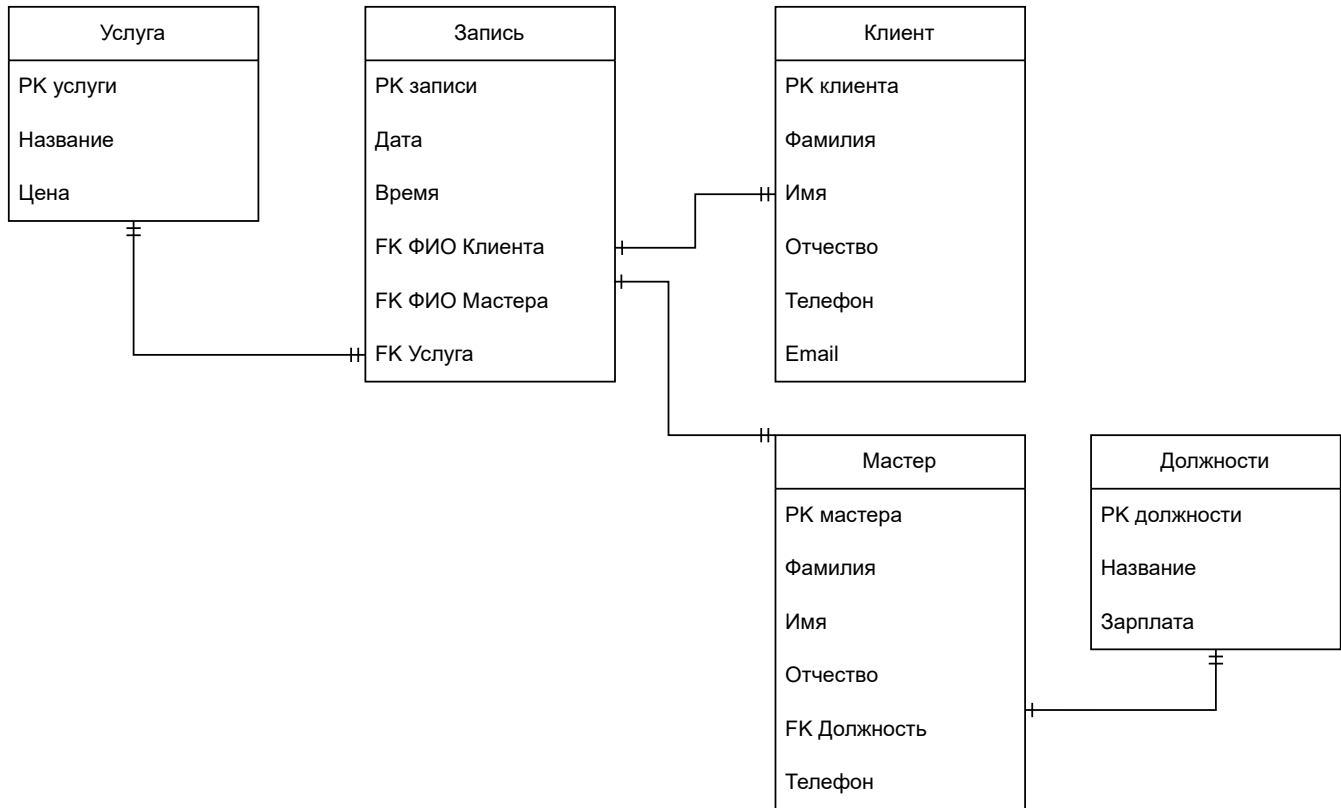 Услуга
PK услуги
Название
Цена
Запись
PK записи
Дата
Время
FK ФИО Клиента
FK ФИО Мастера
FK Услуга
Клиент
PK клиента
Фамилия
Имя
Отчество
Телефон
Email
Мастер
PK мастера
Фамилия
Имя
Отчество
FK Должность
Телефон
Должности
PK должности
Название
Зарплата